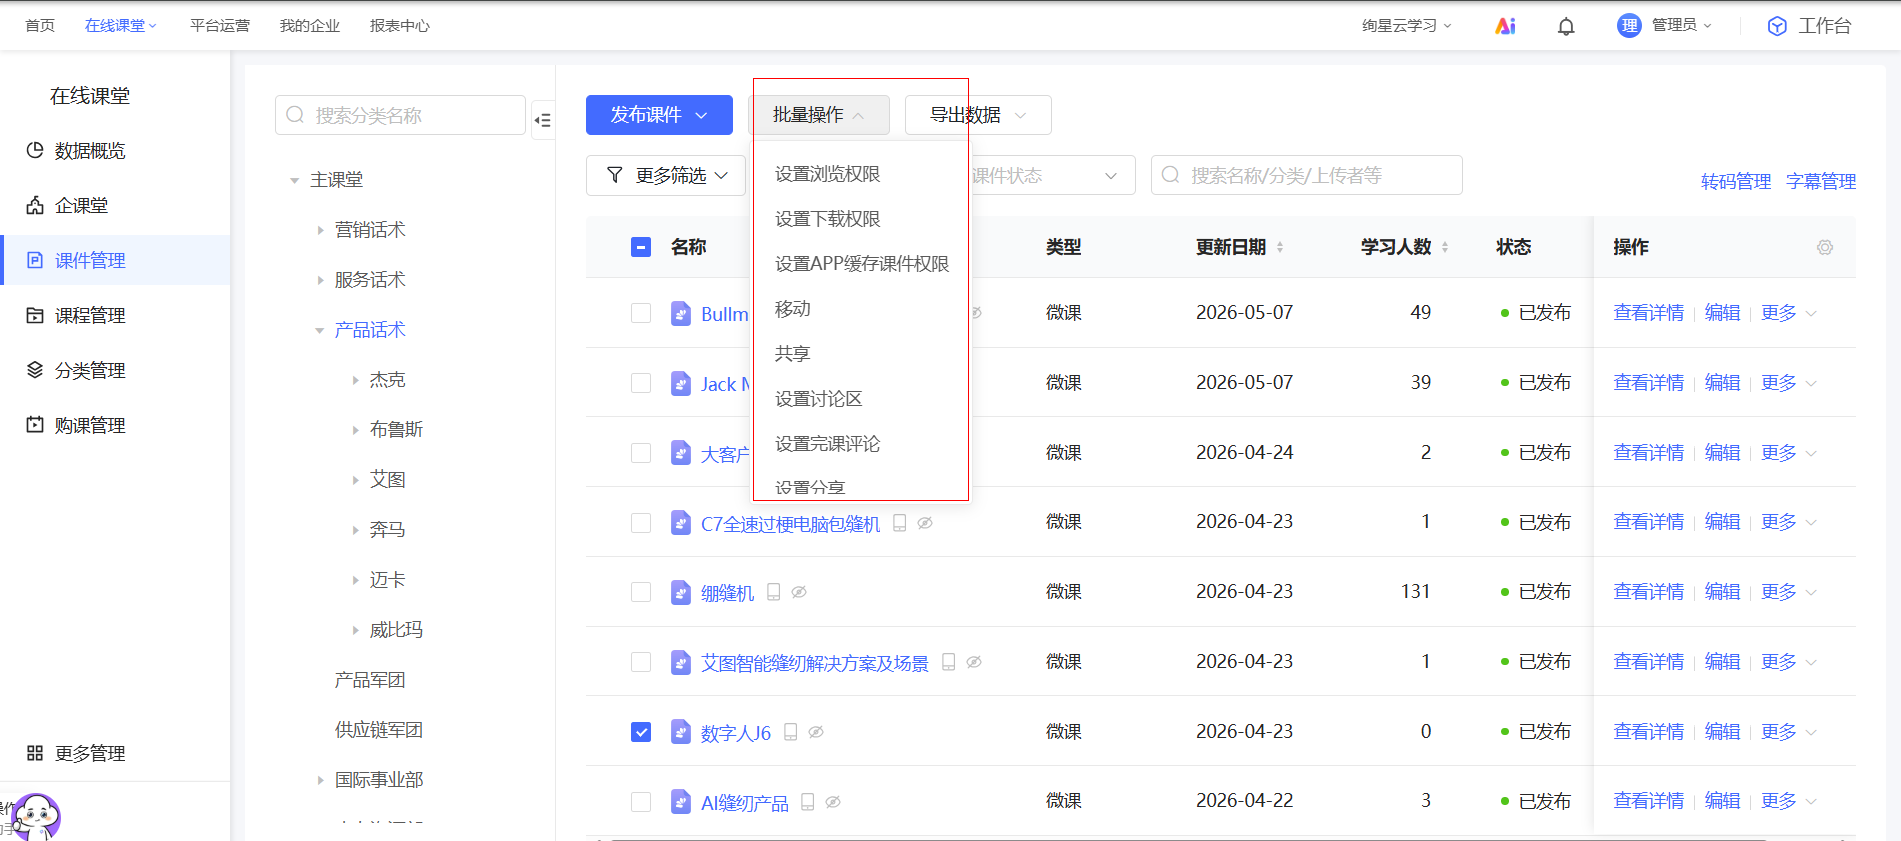 首页 在线课堂 平台运营 我的企业 报表中心 绚星云学习 Ai 理 管理员 工作台
在线课堂
数据概览
企课堂
课件管理
课程管理
分类管理
购课管理
更多管理
搜索分类名称
主课堂
营销话术
服务话术
产品话术
杰克
布鲁斯
艾图
奔马
迈卡
威比玛
产品军团
供应链军团
国际事业部
发布课件 批量操作 导出数据
更多筛选 课件状态 搜索名称/分类/上传者等 转码管理 字幕管理
设置浏览权限
设置下载权限
设置APP缓存课件权限
移动
共享
设置讨论区
设置完课评论
设置分享
名称 类型 更新日期 学习人数 状态 操作
Bullm 微课 2026-05-07 49 已发布 查看详情 编辑 更多
Jack 微课 2026-05-07 39 已发布 查看详情 编辑 更多
大客户 微课 2026-04-24 2 已发布 查看详情 编辑 更多
C7全速过梗电脑包缝机 微课 2026-04-23 1 已发布 查看详情 编辑 更多
绷缝机 微课 2026-04-23 131 已发布 查看详情 编辑 更多
艾图智能缝纫解决方案及场景 微课 2026-04-23 1 已发布 查看详情 编辑 更多
数字人J6 微课 2026-04-23 0 已发布 查看详情 编辑 更多
AI缝纫产品 微课 2026-04-22 3 已发布 查看详情 编辑 更多